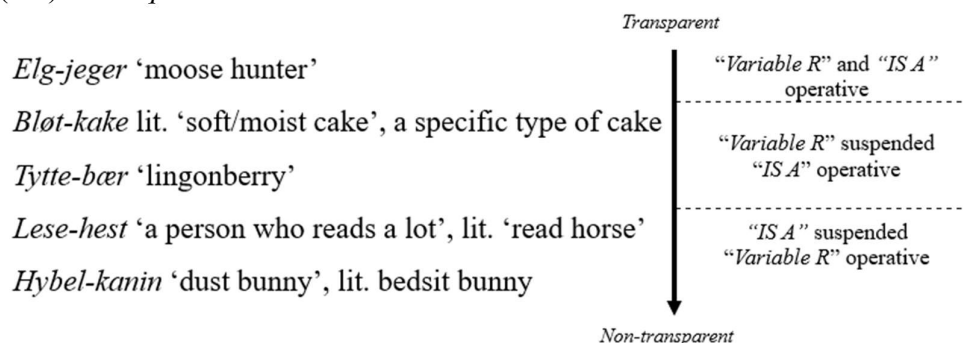 Transparent
Elg-jeger ‘moose hunter’
Bløt-kake lit. ‘soft/moist cake’, a specific type of cake
Tytte-bær ‘lingonberry’
Lese-hest ‘a person who reads a lot’, lit. ‘read horse’
Hybel-kanin ‘dust bunny’, lit. bedsit bunny
“Variable R” and “IS A”
operative
“Variable R” suspended
“IS A” operative
“IS A” suspended
“Variable R” operative
Non-transparent